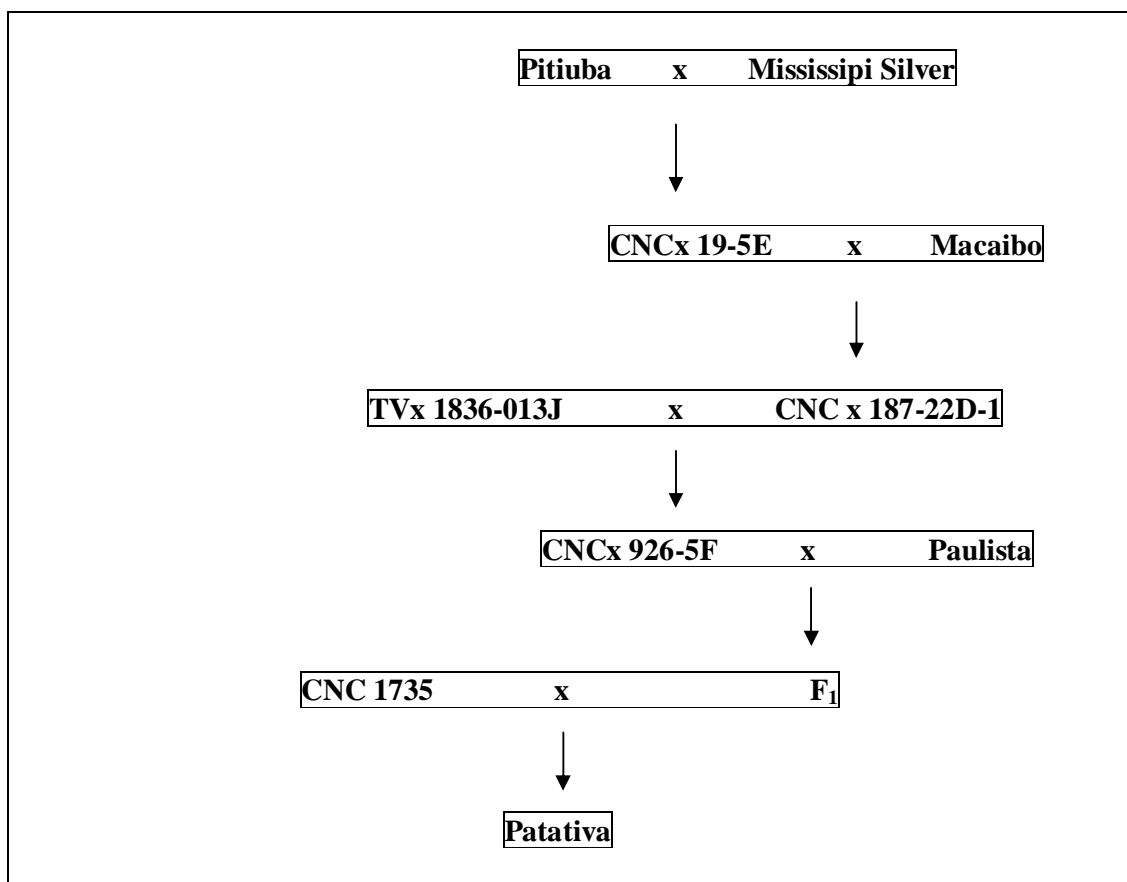 Pitiuba x Mississipi Silver
CNCx 19-5E x Macaibo
TVx 1836-013J x CNC x 187-22D-1
CNCx 926-5F x Paulista
CNC 1735 x F₁
Patativa